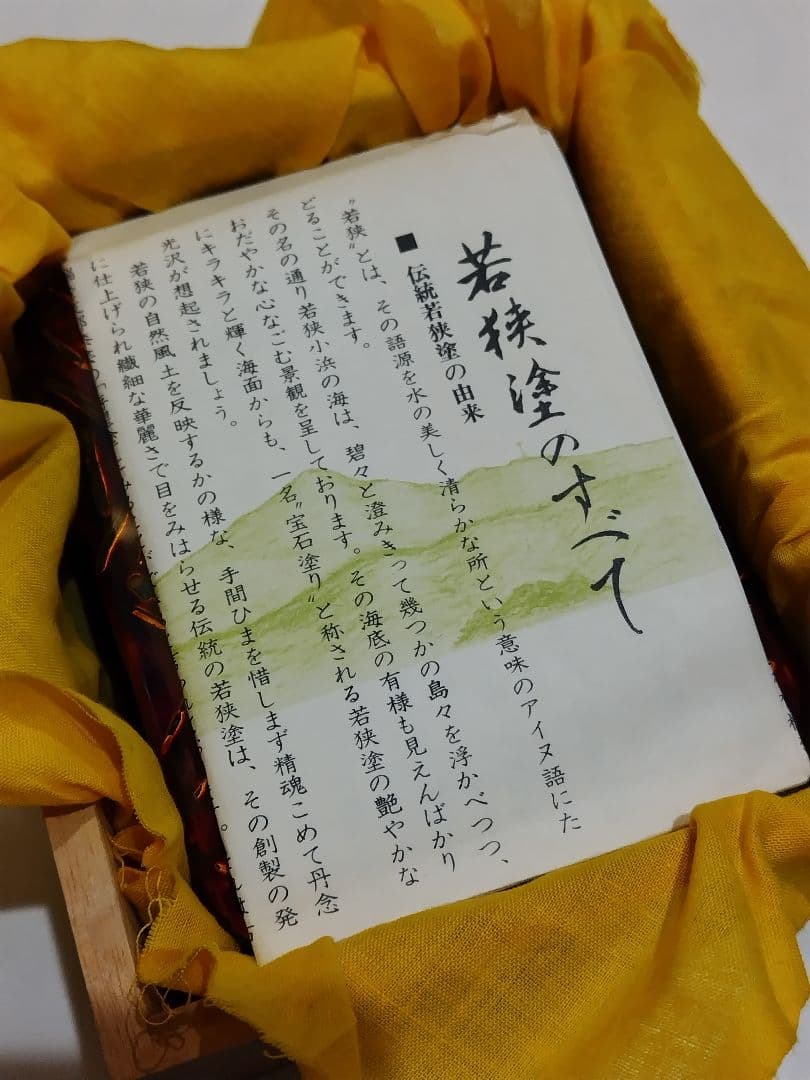 若狭塗のすべて
■ 伝統若狭塗の由来
〝若狭〟とは、その語源を水の美しく清らかな所という意味のアイヌ語にた
どることができます。
その名の通り若狭小浜の海は、碧々と澄みきって幾つかの島々を浮かべつつ、
おだやかな心なごむ景観を呈しております。その海底の有様も見えんばかり
にキラキラと輝く海面からも、一名〝宝石塗り〟と称される若狭塗の艶やかな
光沢が想起されましょう。
若狭の自然風土を反映するかの様な、手間ひまを惜しまず精魂こめて丹念
に仕上げられ繊細な華麗さで目をみはらせる伝統の若狭塗は、その創製の発